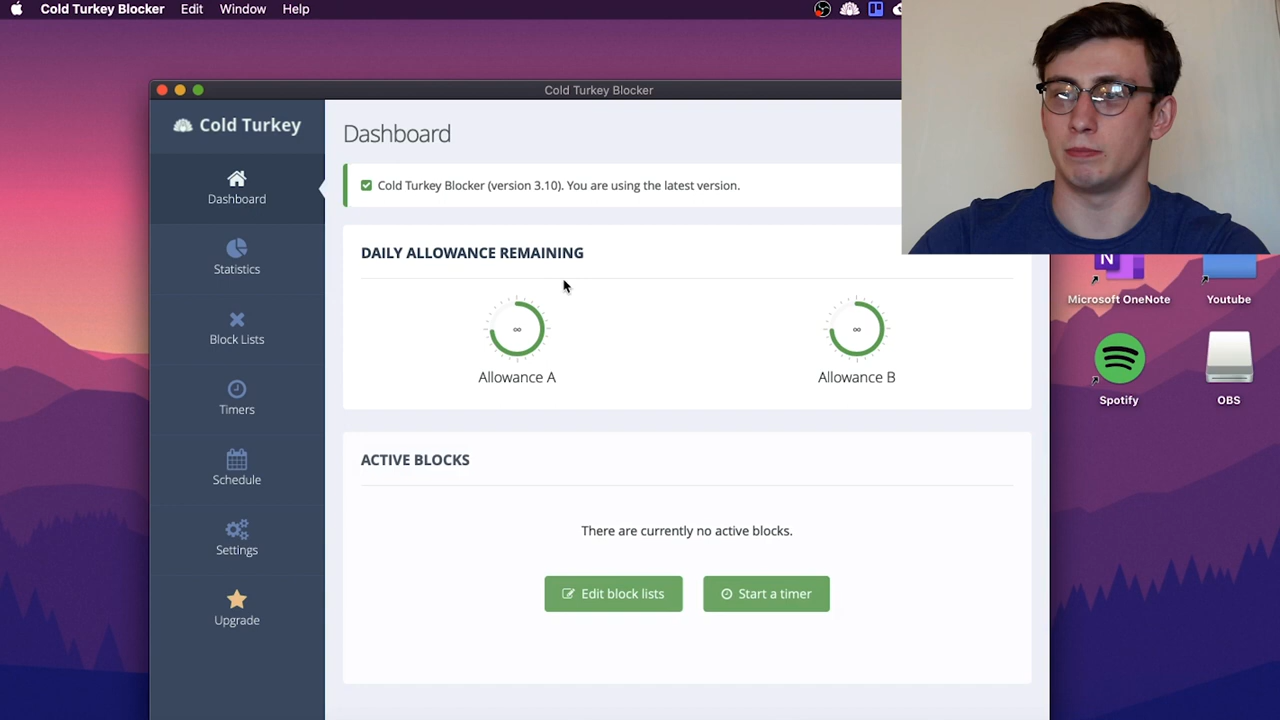 Cold Turkey Blocker Edit Window Help
Cold Turkey Blocker
Cold Turkey
Dashboard
Statistics
Block Lists
Timers
Schedule
Settings
Upgrade
Dashboard
Cold Turkey Blocker (version 3.10). You are using the latest version.
DAILY ALLOWANCE REMAINING
∞
∞
Allowance A
Allowance B
ACTIVE BLOCKS
There are currently no active blocks.
Edit block lists
Start a timer
N
Microsoft OneNote
Youtube
Spotify
OBS